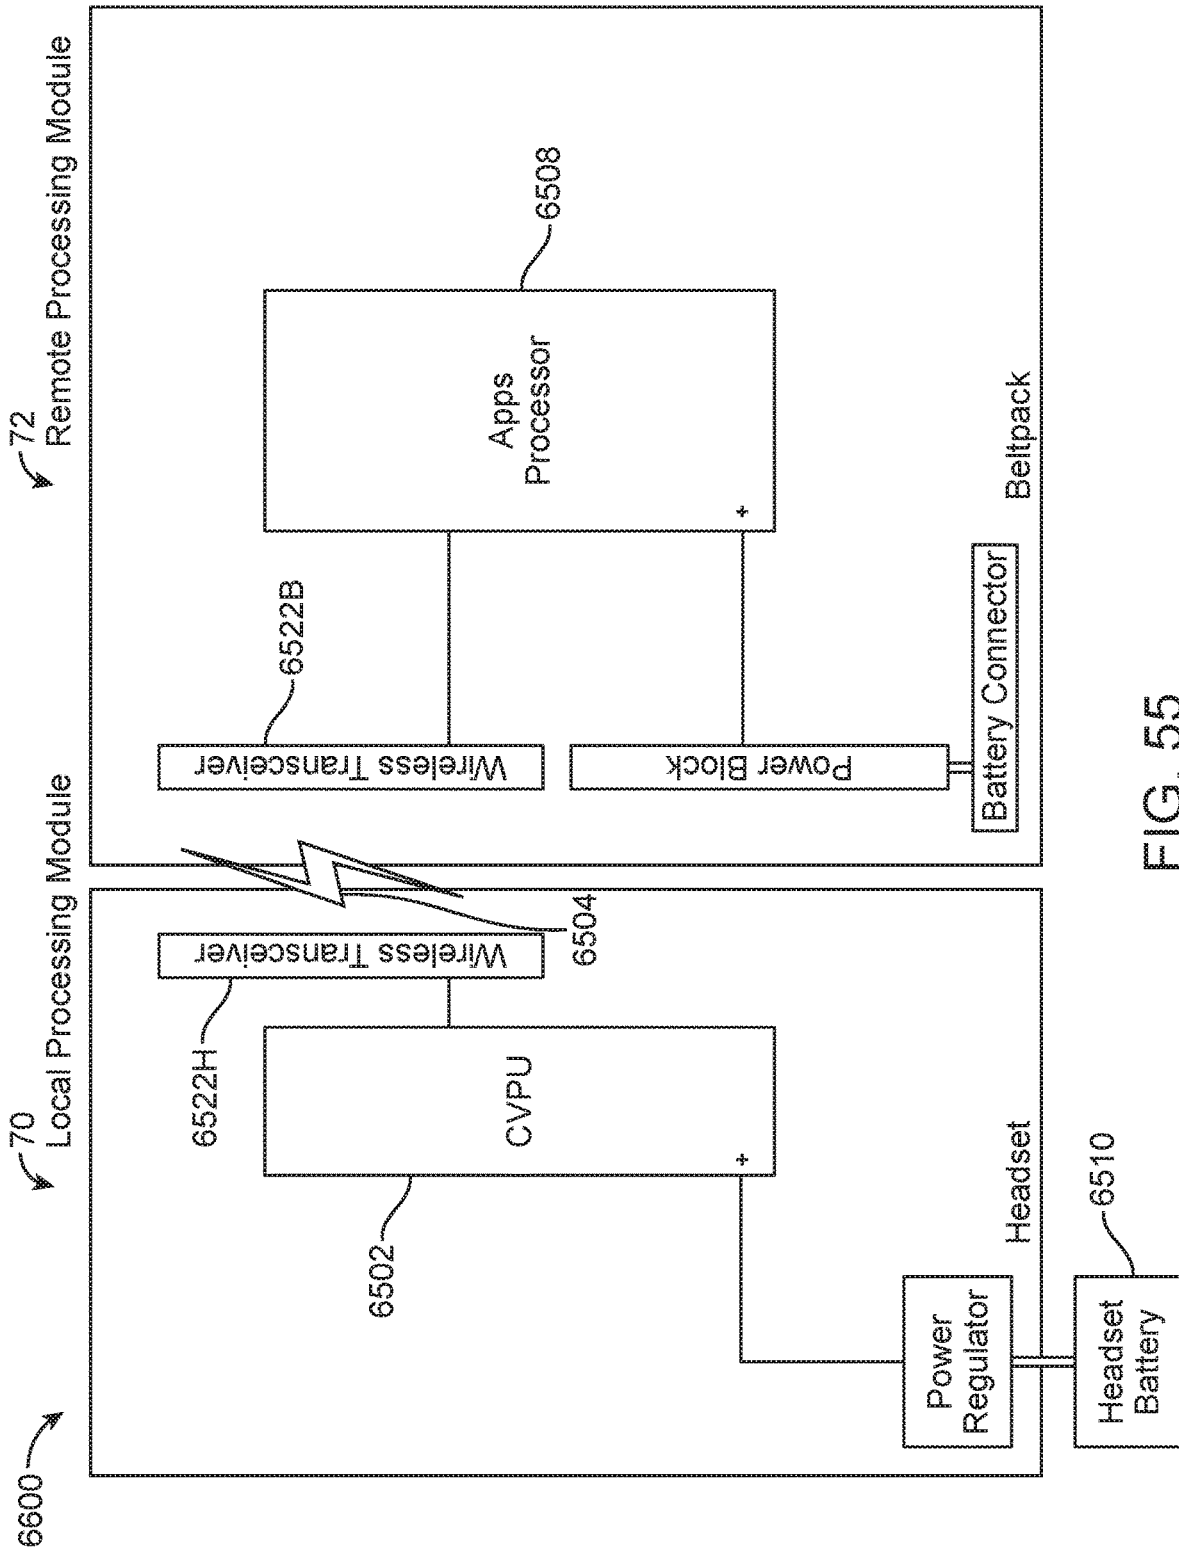 6600
70
Local Processing Module
72
Remote Processing Module
6522H
Wireless Transceiver
6504
6502
CVPU
+
Power
Regulator
Headset
Headset
Battery
6510
Wireless Transceiver
6522B
Apps
Processor
+
6508
Power Block
Battery Connector
Beltpack
FIG. 55